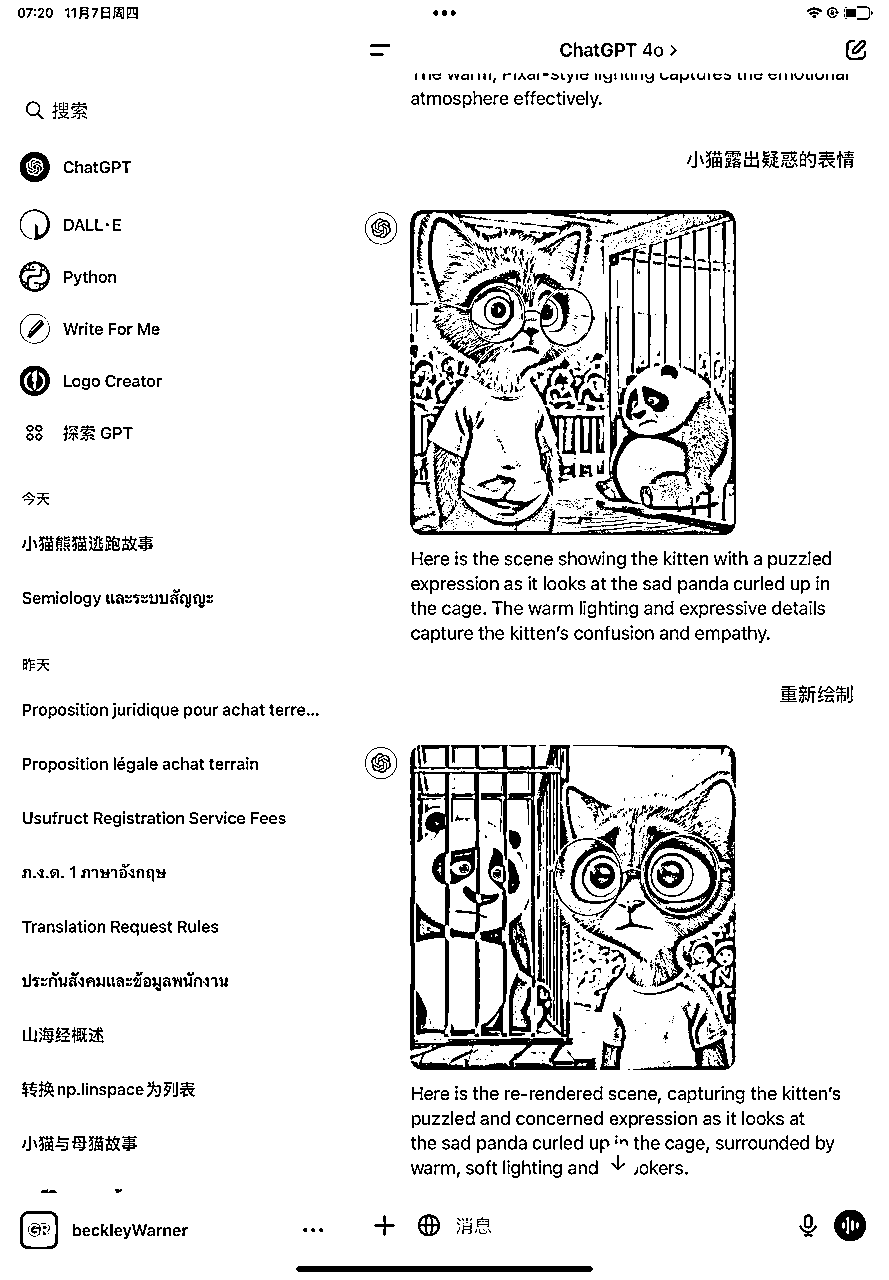 07:20 11月7日周四
ChatGPT 4o >
搜索
ChatGPT
DALL·E
Python
Write For Me
Logo Creator
探索 GPT
今天
小猫熊猫逃跑故事
Semiology และระบบสัญญะ
昨天
Proposition juridique pour achat terre...
Proposition légale achat terrain
Usufruct Registration Service Fees
ภ.ง.ด. 1 ภาษาอังกฤษ
Translation Request Rules
ประกันสังคมและข้อมูลพนักงาน
山海经概述
转换np.linspace为列表
小猫与母猫故事
beckleyWarner
The warm, Pixar-style lighting captures the emotional
atmosphere effectively.
小猫露出疑惑的表情
Here is the scene showing the kitten with a puzzled
expression as it looks at the sad panda curled up in
the cage. The warm lighting and expressive details
capture the kitten's confusion and empathy.
重新绘制
Here is the re-rendered scene, capturing the kitten's
puzzled and concerned expression as it looks at
the sad panda curled up in the cage, surrounded by
warm, soft lighting and okers.
消息